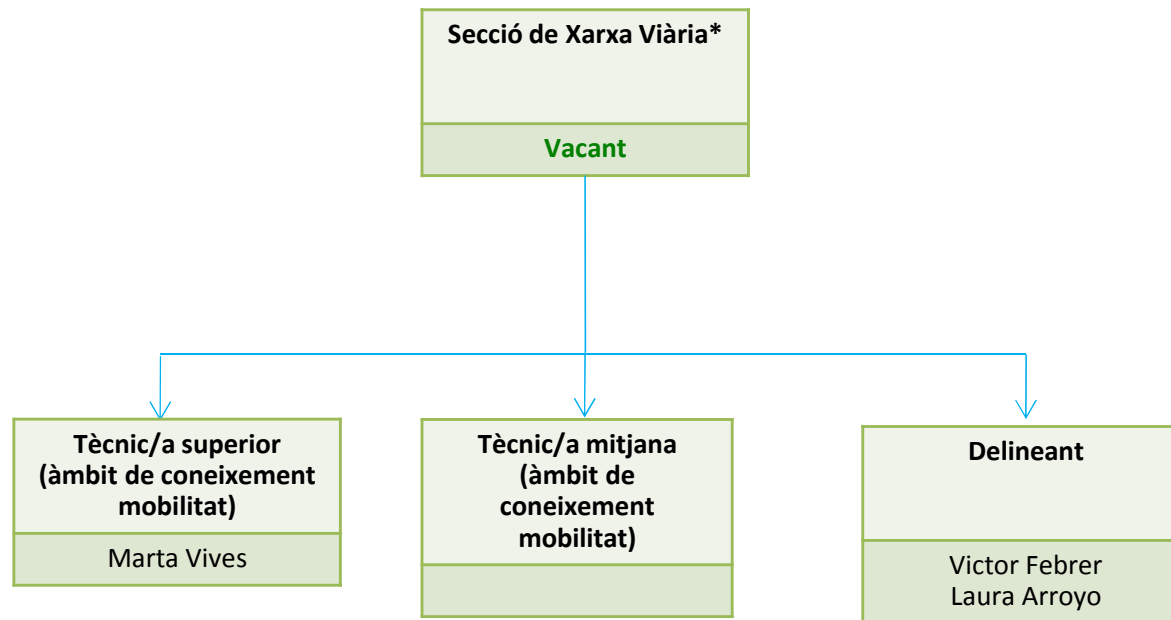 Secció de Xarxa Viària*
Vacant
Tècnic/a superior
(àmbit de coneixement
mobilitat)
Marta Vives
Tècnic/a mitjana
(àmbit de
coneixement
mobilitat)
Delineant
Victor Febrer
Laura Arroyo